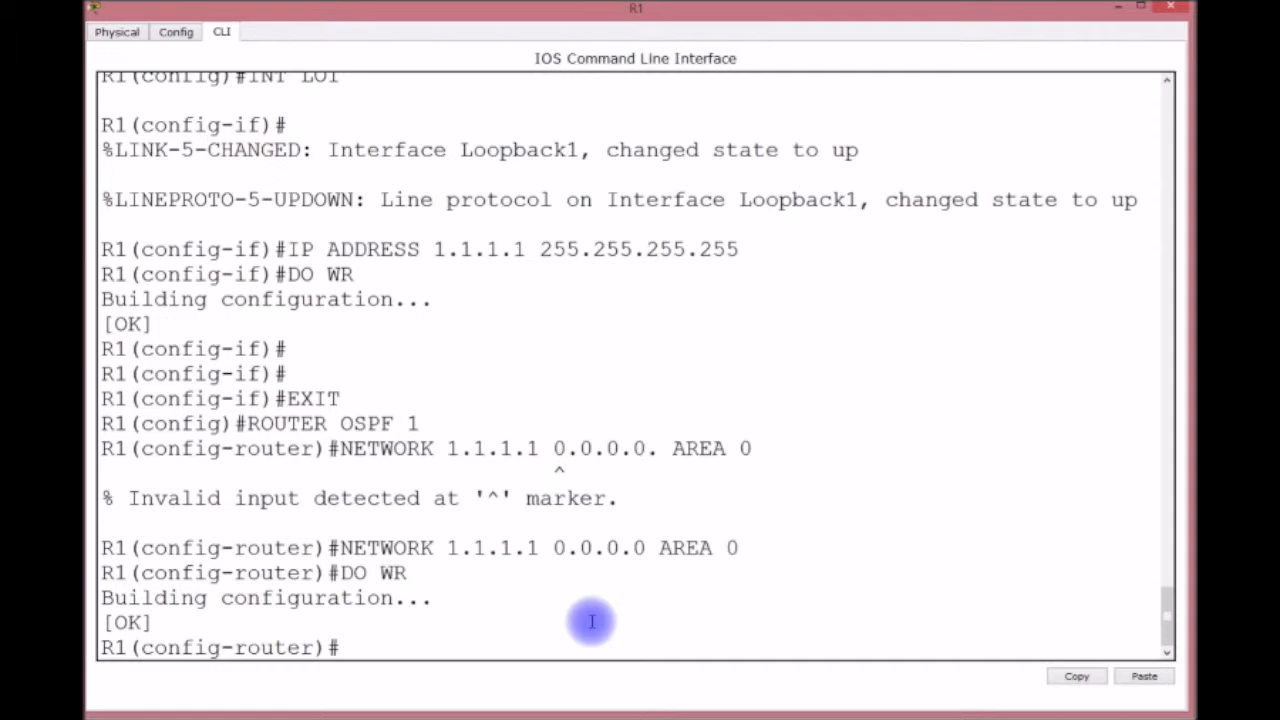 R1
Physical Config CLI
IOS Command Line Interface
R1(config)#INT LO1
R1(config-if)#
%LINK-5-CHANGED: Interface Loopback1, changed state to up
%LINEPROTO-5-UPDOWN: Line protocol on Interface Loopback1, changed state to up
R1(config-if)#IP ADDRESS 1.1.1.1 255.255.255.255
R1(config-if)#DO WR
Building configuration...
[OK]
R1(config-if)#
R1(config-if)#
R1(config-if)#EXIT
R1(config)#ROUTER OSPF 1
R1(config-router)#NETWORK 1.1.1.1 0.0.0.0. AREA 0
^
% Invalid input detected at '^' marker.
R1(config-router)#NETWORK 1.1.1.1 0.0.0.0 AREA 0
R1(config-router)#DO WR
Building configuration...
[OK]
R1(config-router)#
Copy Paste